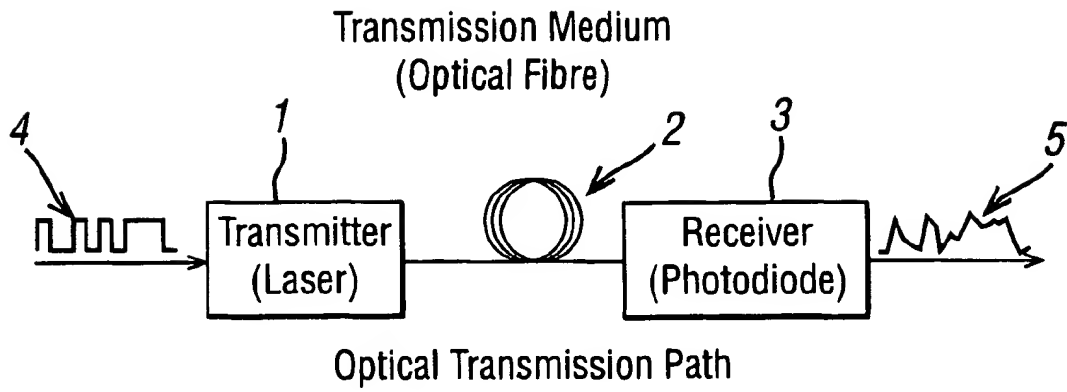 Transmission Medium
(Optical Fibre)
4
1
2
3
5
Transmitter
(Laser)
Receiver
(Photodiode)
Optical Transmission Path